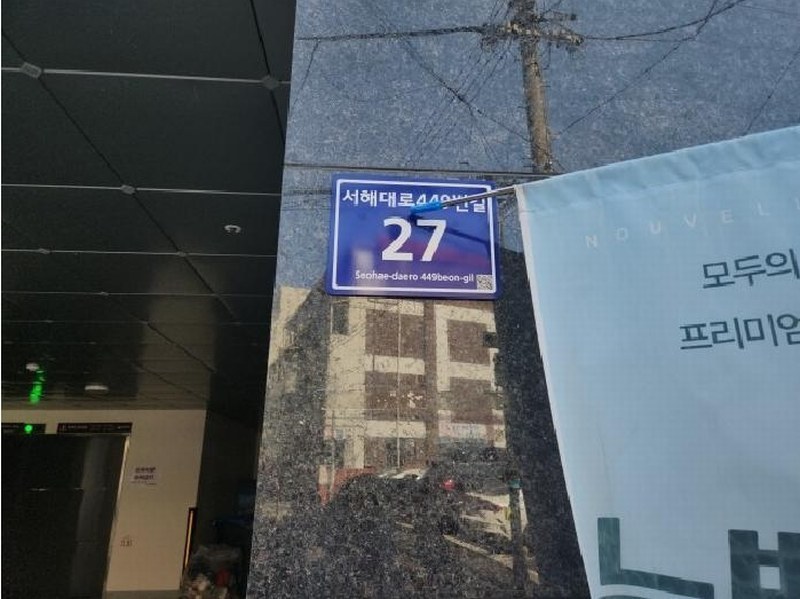 서해대로449번길
27
Seohae-daero 449beon-gil
NOUVEL
모두의
프리미엄